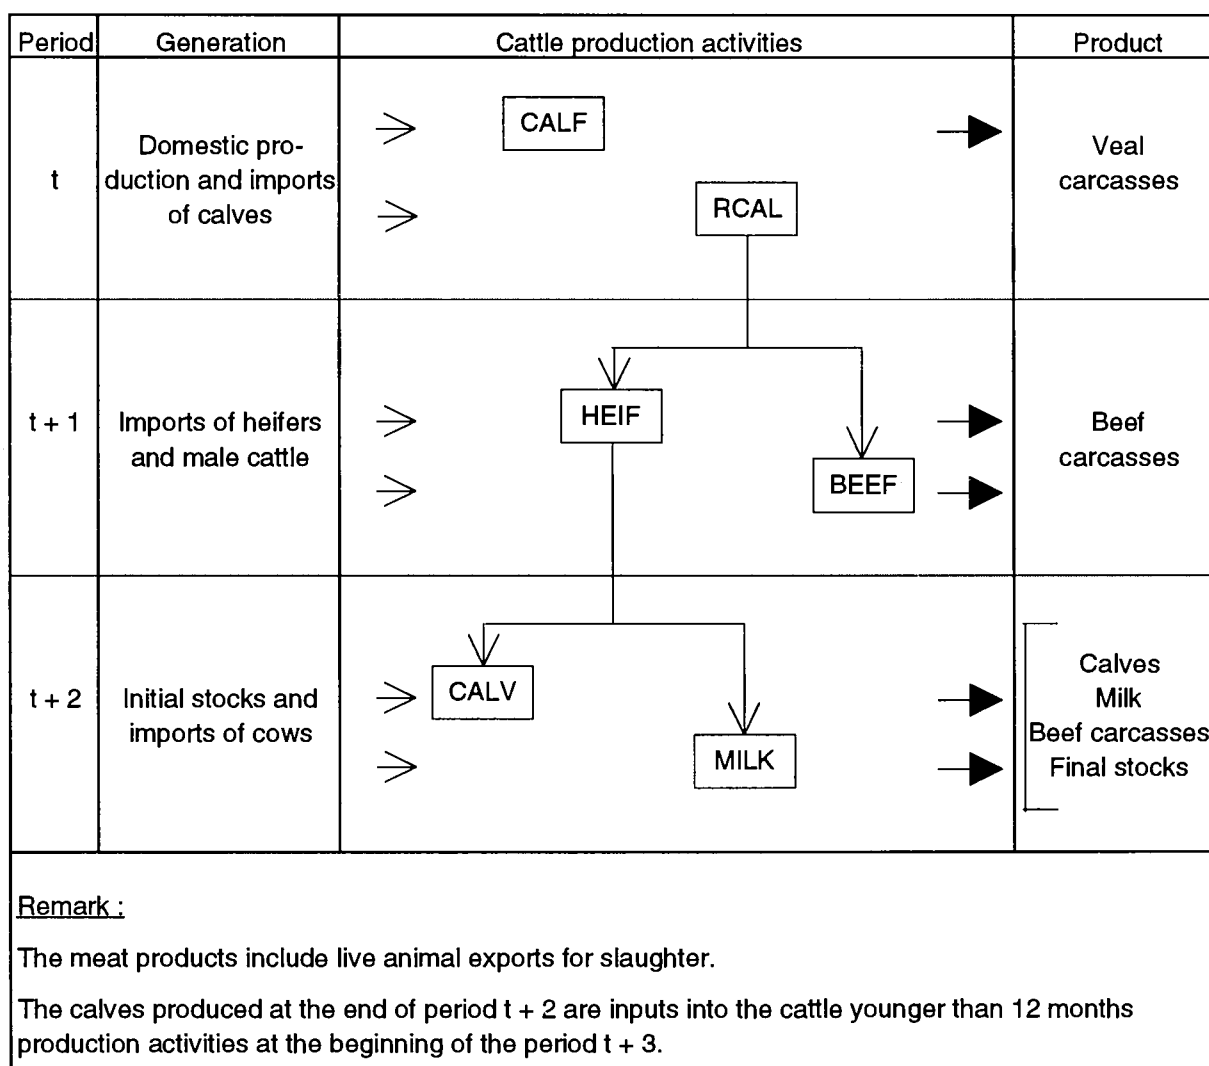 Period Generation Cattle production activities Product
CALF
Domestic pro-
t duction and imports
of calves
RCAL
Veal
carcasses
HEIF
t + 1 Imports of heifers
and male cattle
BEEF
Beef
carcasses
CALV
t + 2 Initial stocks and
imports of cows
MILK
Calves
Milk
Beef carcasses
Final stocks
Remark :
The meat products include live animal exports for slaughter.
The calves produced at the end of period t + 2 are inputs into the cattle younger than 12 months
production activities at the beginning of the period t + 3.